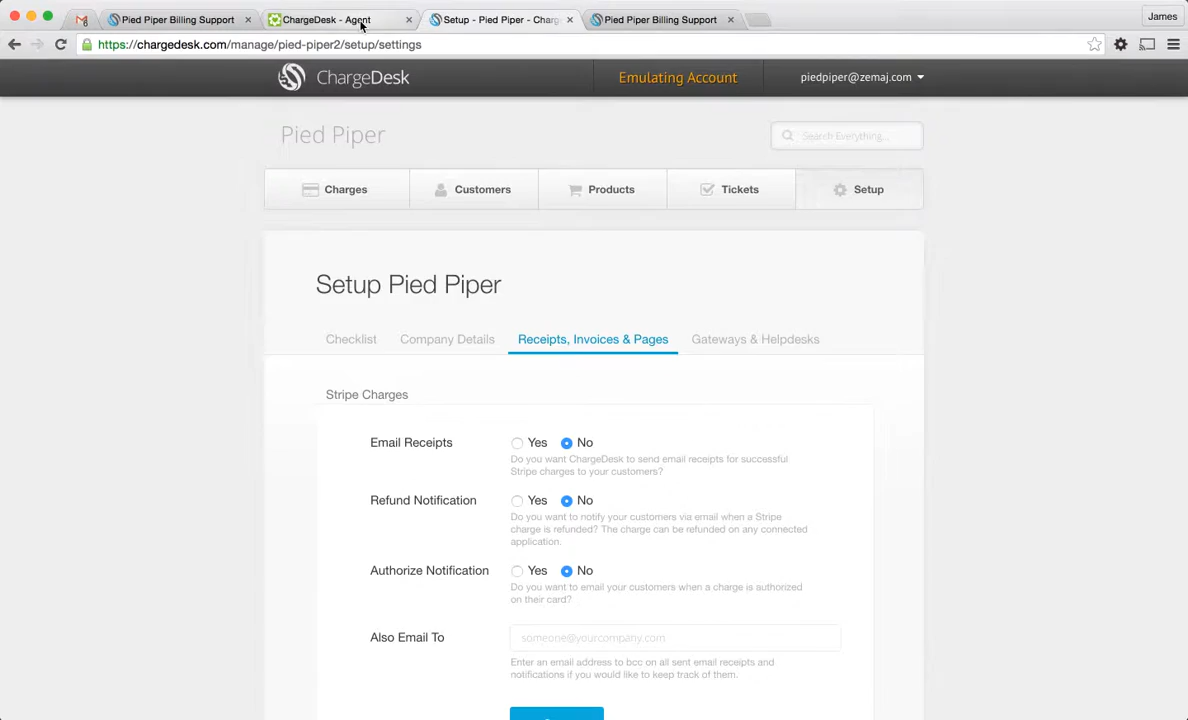 Pied Piper Billing Support
ChargeDesk - Agent
Setup - Pied Piper - Charg
Pied Piper Billing Support
James
https://chargedesk.com/manage/pied-piper2/setup/settings
ChargeDesk
Emulating Account
piedpiper@zemaj.com
Pied Piper
Search Everything...
Charges
Customers
Products
Tickets
Setup
Setup Pied Piper
Checklist
Company Details
Receipts, Invoices & Pages
Gateways & Helpdesks
Stripe Charges
Email Receipts
Yes
No
Do you want ChargeDesk to send email receipts for successful
Stripe charges to your customers?
Refund Notification
Yes
No
Do you want to notify your customers via email when a Stripe
charge is refunded? The charge can be refunded on any connected
application.
Authorize Notification
Yes
No
Do you want to email your customers when a charge is authorized
on their card?
Also Email To
someone@yourcompany.com
Enter an email address to bcc on all sent email receipts and
notifications if you would like to keep track of them.